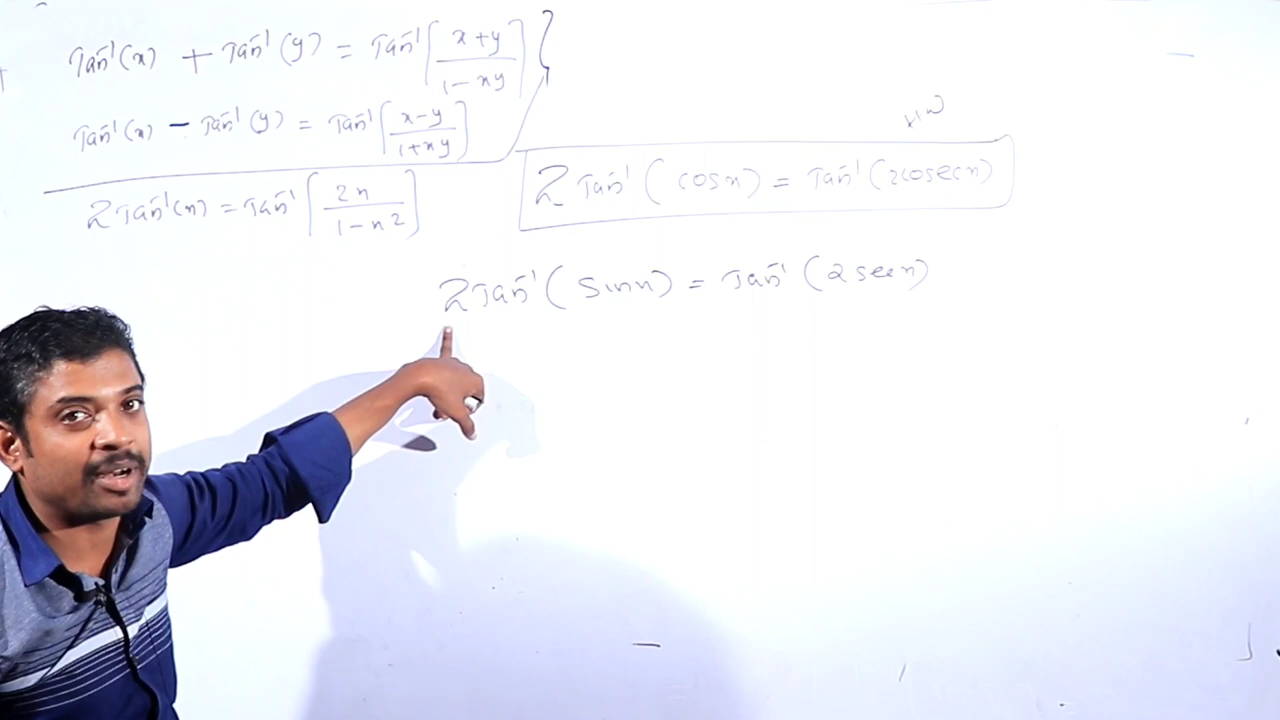 Tan⁻¹(x) + Tan⁻¹(y) = Tan⁻¹[x+y / 1-xy]
Tan⁻¹(x) - Tan⁻¹(y) = Tan⁻¹[x-y / 1+xy]
2Tan⁻¹(x) = Tan⁻¹[2x / 1-x²]
H.W
2 Tan⁻¹(cosx) = Tan⁻¹(2cosecx)
2Tan⁻¹(sinx) = Tan⁻¹(2secx)